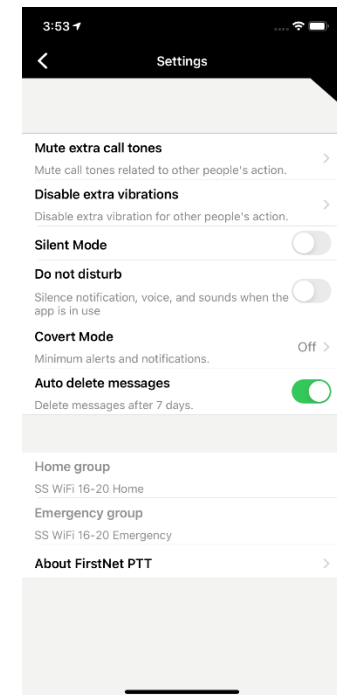 3:53
Settings
Mute extra call tones
Mute call tones related to other people's action.
Disable extra vibrations
Disable extra vibration for other people's action.
Silent Mode
Do not disturb
Silence notification, voice, and sounds when the
app is in use
Covert Mode
Off
Minimum alerts and notifications.
Auto delete messages
Delete messages after 7 days.
Home group
SS WiFi 16-20 Home
Emergency group
SS WiFi 16-20 Emergency
About FirstNet PTT